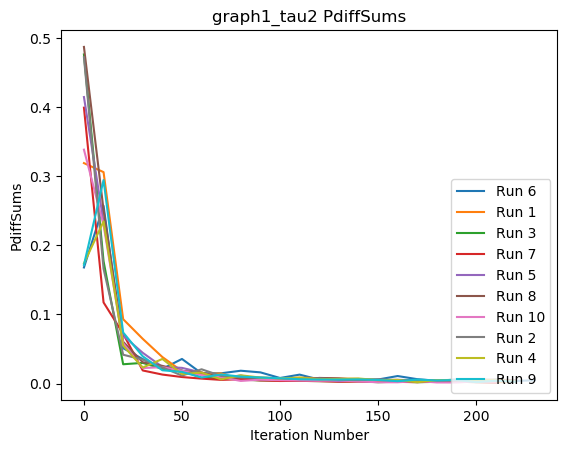 graph1_tau2 PdiffSums
PdiffSums
0.5
0.4
0.3
0.2
0.1
0.0
0
50
100
150
200
Iteration Number
Run 6
Run 1
Run 3
Run 7
Run 5
Run 8
Run 10
Run 2
Run 4
Run 9